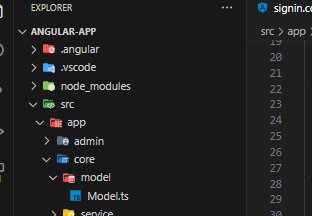 EXPLORER
ANGULAR-APP
.angular
.vscode
node_modules
src
app
admin
core
model
Model.ts
service
signin.co
src > app >
19
20
21
22
23
24
25
26
27
28
29
30